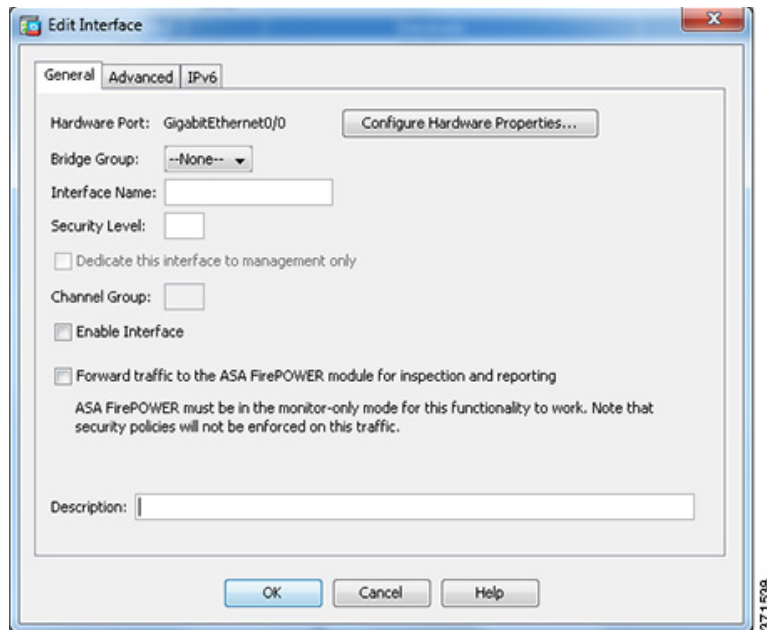 Edit Interface
General Advanced IPv6
Hardware Port: GigabitEthernet0/0 Configure Hardware Properties...
Bridge Group: --None--
Interface Name:
Security Level:
Dedicate this interface to management only
Channel Group:
Enable Interface
Forward traffic to the ASA FirePOWER module for inspection and reporting
ASA FirePOWER must be in the monitor-only mode for this functionality to work. Note that
security policies will not be enforced on this traffic.
Description:
OK Cancel Help
371539